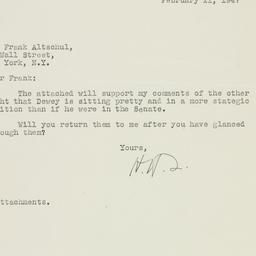 February 11, 194
Frank Altschul,
Wall Street,
York, N.Y.
r Frank:
The attached will support my comments of the other
ht that Dewey is sitting pretty and in a more stategic
ition than if he were in the Senate.
Will you return them to me after you have glanced
ough them?
Yours,
H.W.
ttachments.